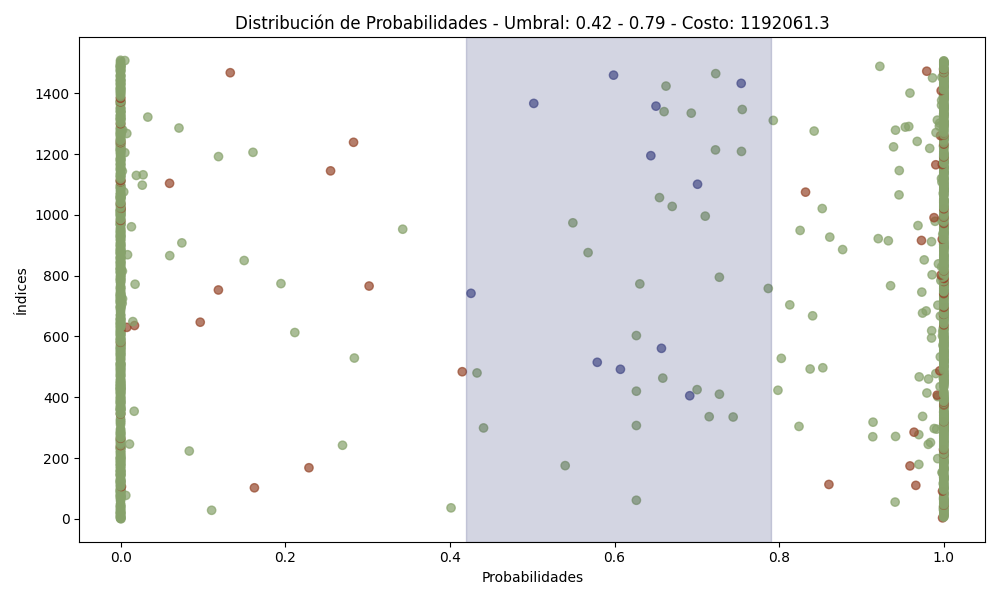 Distribución de Probabilidades - Umbral: 0.42 - 0.79 - Costo: 1192061.3
Índices
1400
1200
1000
800
600
400
200
0
0.0 0.2 0.4 0.6 0.8 1.0
Probabilidades